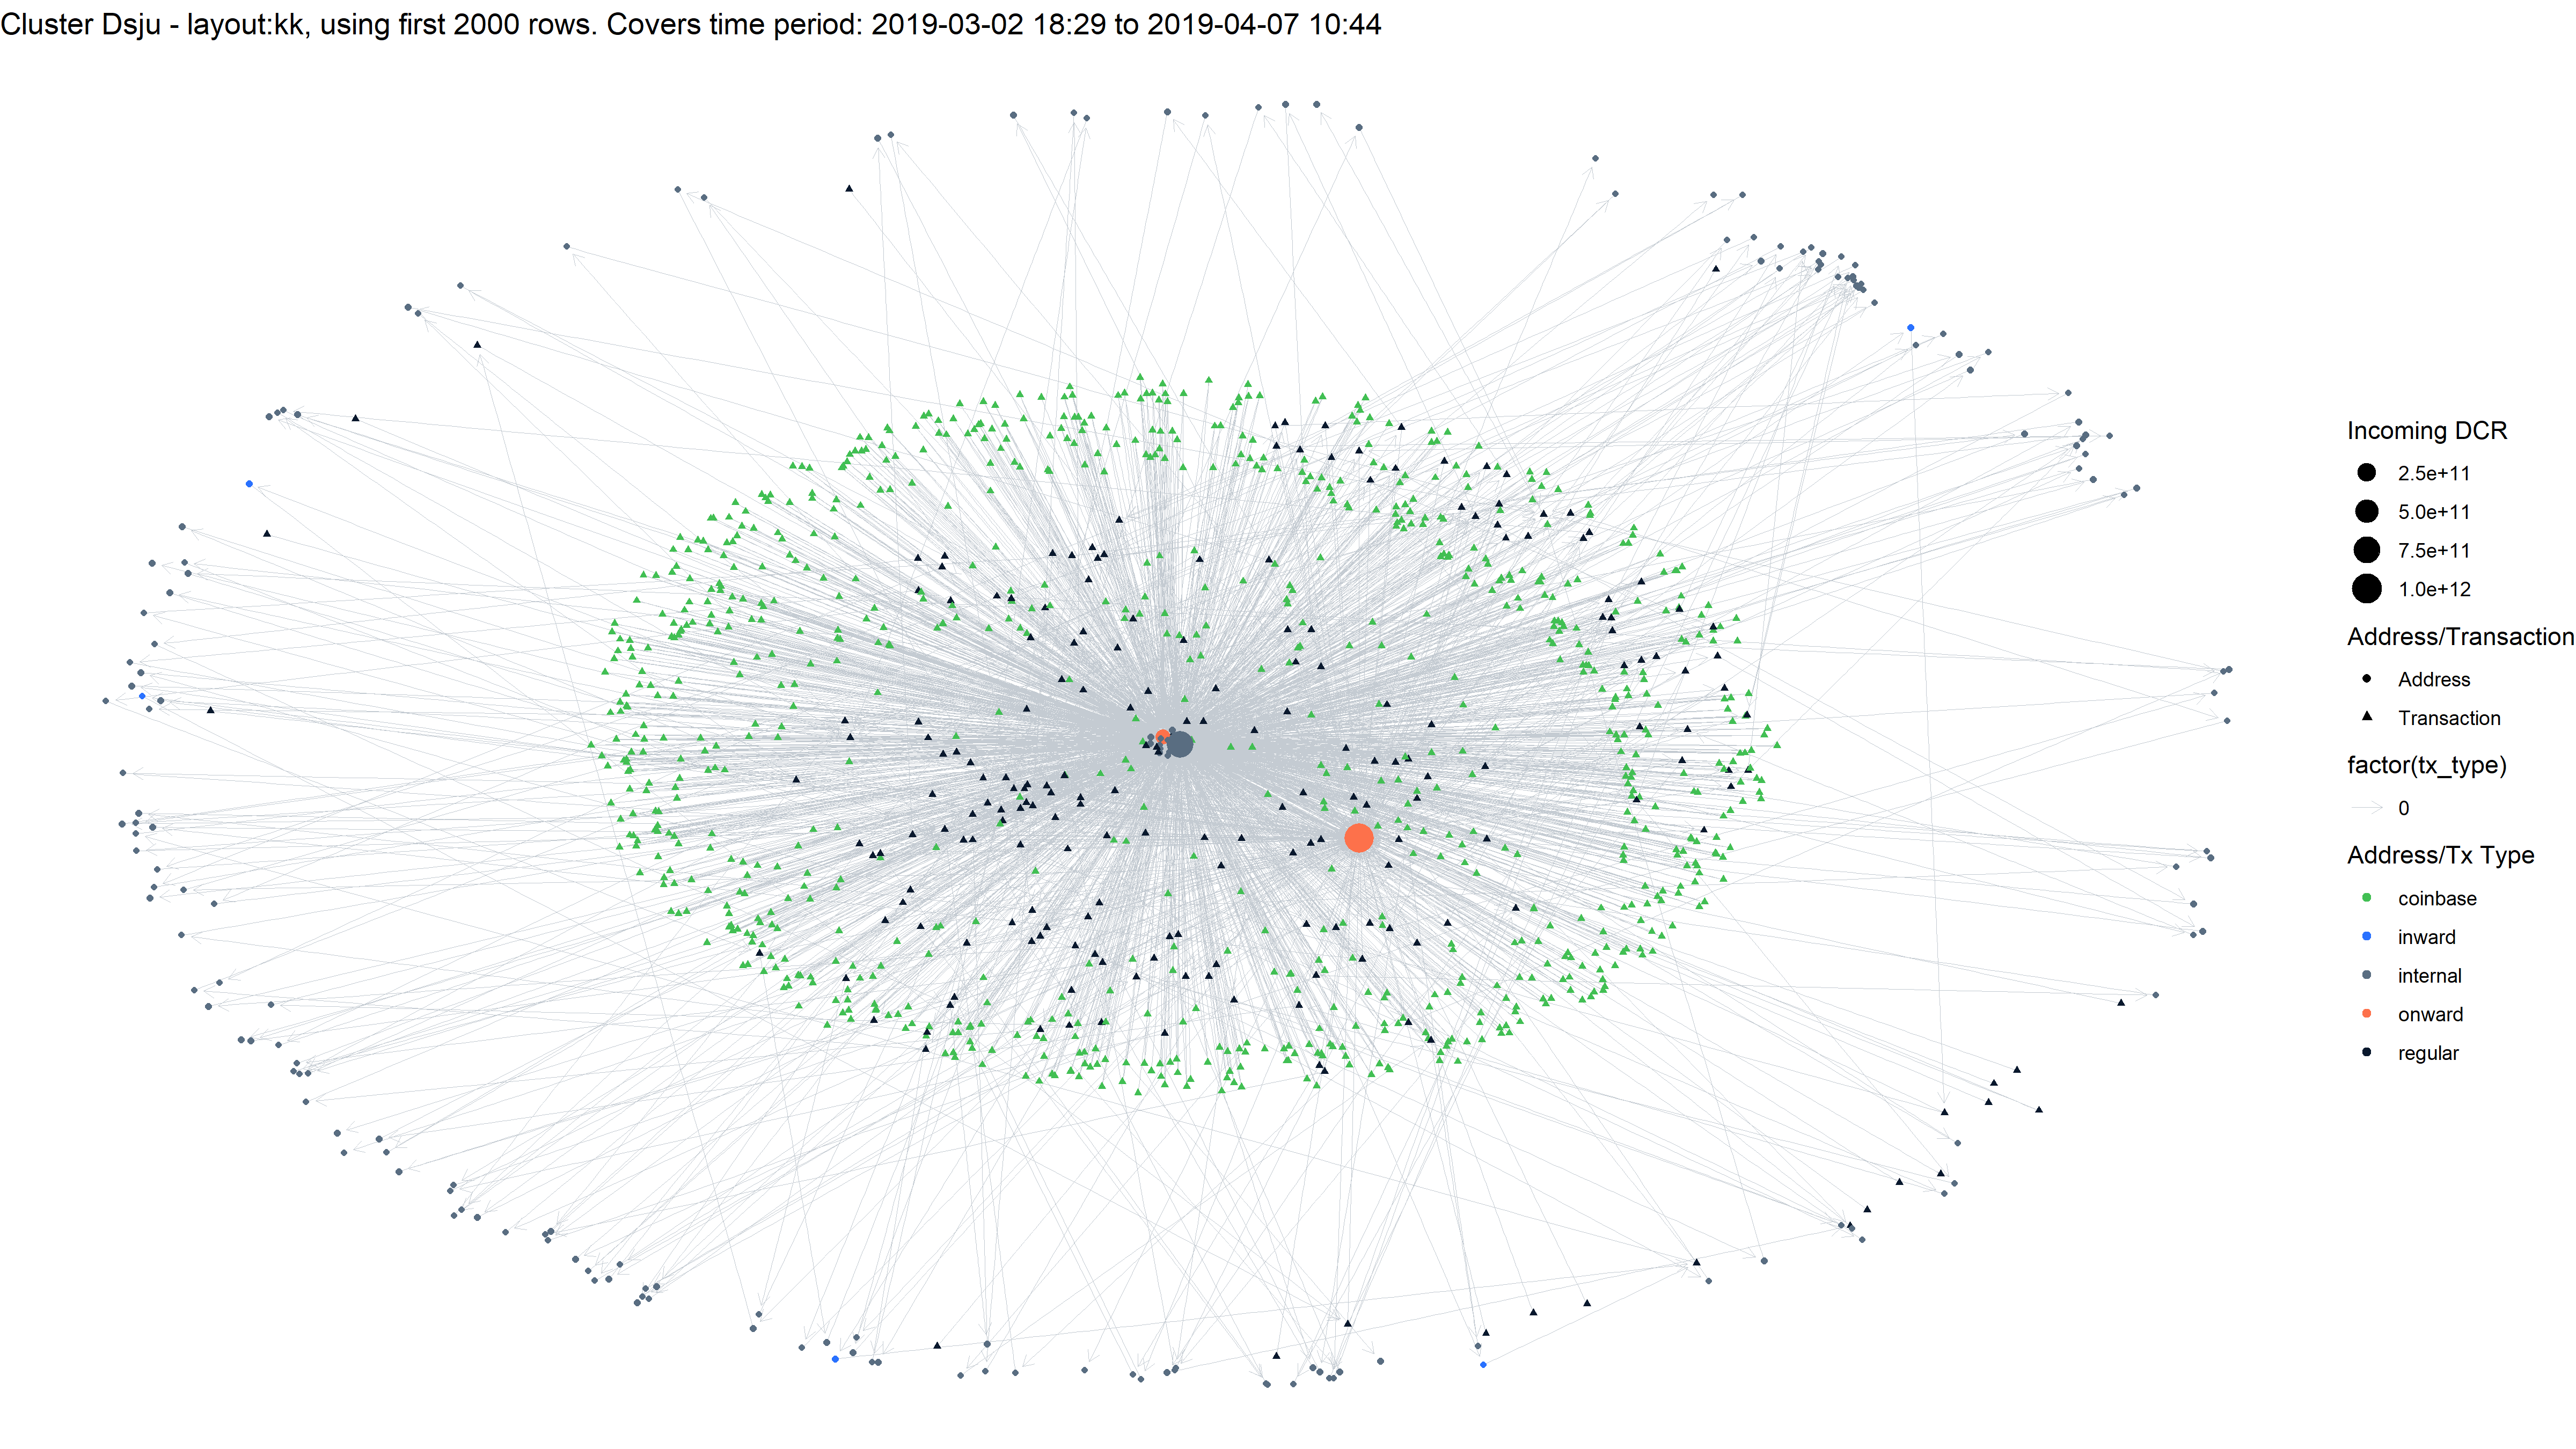 Cluster Dsju - layout:kk, using first 2000 rows. Covers time period: 2019-03-02 18:29 to 2019-04-07 10:44
Incoming DCR
2.5e+11
5.0e+11
7.5e+11
1.0e+12
Address/Transaction
Address
Transaction
factor(tx_type)
0
Address/Tx Type
coinbase
inward
internal
onward
regular